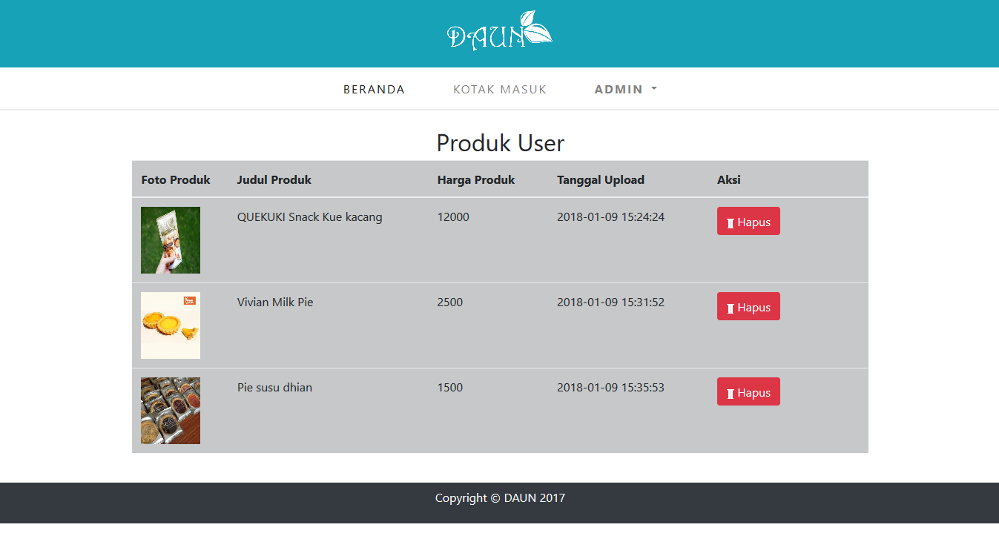 DAUN
BERANDA KOTAK MASUK ADMIN
Produk User
Foto Produk Judul Produk Harga Produk Tanggal Upload Aksi
QUEKUKI Snack Kue kacang 12000 2018-01-09 15:24:24 Hapus
Vivian Milk Pie 2500 2018-01-09 15:31:52 Hapus
Pie susu dhian 1500 2018-01-09 15:35:53 Hapus
Copyright © DAUN 2017